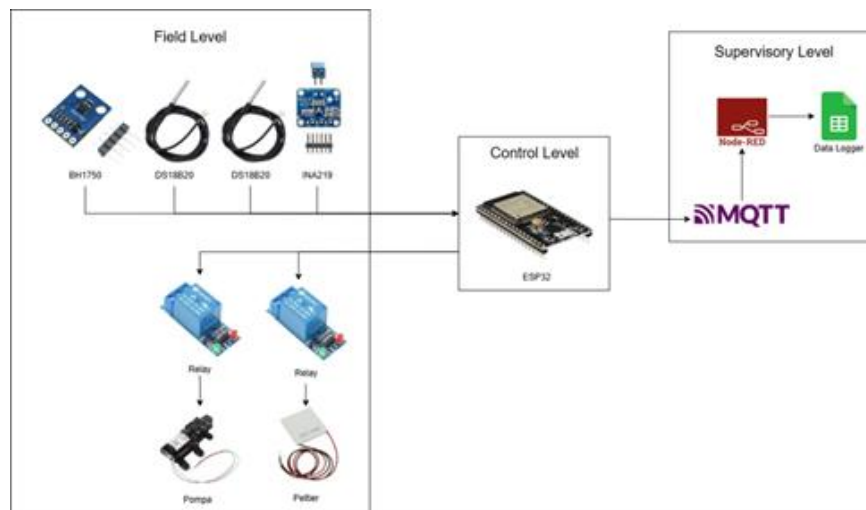 Field Level
BH1750
DS18B20
DS18B20
INA219
Relay
Relay
Pompa
Peltier
Control Level
ESP32
Supervisory Level
Node-RED
Data Logger
MQTT